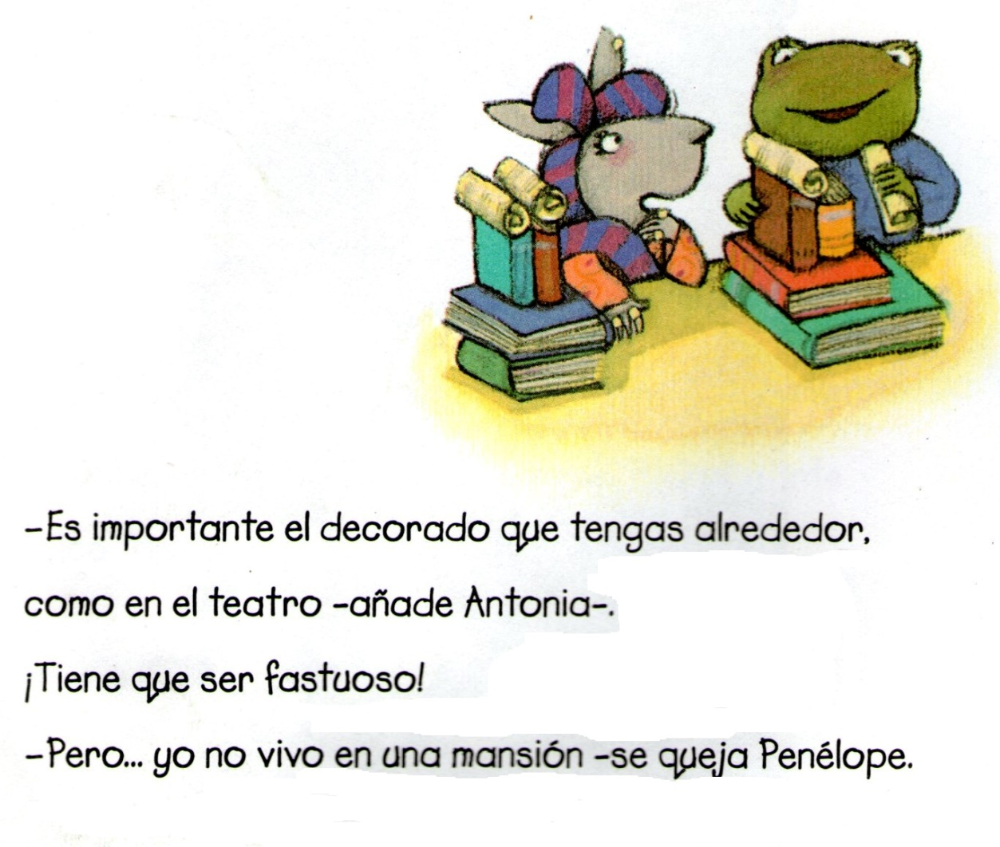 –Es importante el decorado que tengas alrededor,
como en el teatro –añade Antonia–.
¡Tiene que ser fastuoso!
–Pero... yo no vivo en una mansión –se queja Penélope.